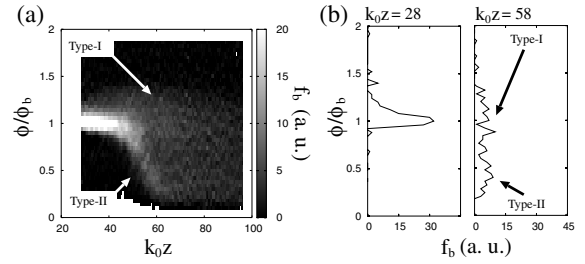 (a)
Type-I
Type-II
ϕ/ϕb
2
1.5
1
0.5
0
20
40
60
80
100
k0z
20
15
10
5
0
fb (a. u.)
(b)
k0z = 28
k0z = 58
ϕ/ϕb
2
1.5
1
0.5
0
0
15
30
45
0
15
30
45
Type-I
Type-II
fb (a. u.)